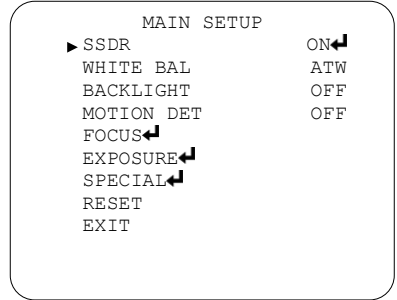 MAIN SETUP
►SSDR ON↵
WHITE BAL ATW
BACKLIGHT OFF
MOTION DET OFF
FOCUS↵
EXPOSURE↵
SPECIAL↵
RESET
EXIT